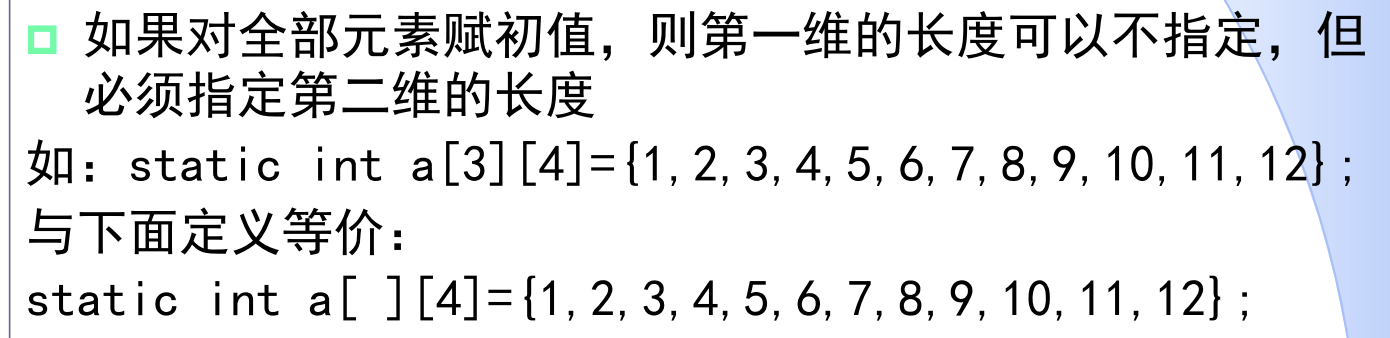 如果对全部元素赋初值，则第一维的长度可以不指定，但
必须指定第二维的长度
如：static int a[3][4]={1,2,3,4,5,6,7,8,9,10,11,12};
与下面定义等价：
static int a[ ][4]={1,2,3,4,5,6,7,8,9,10,11,12};